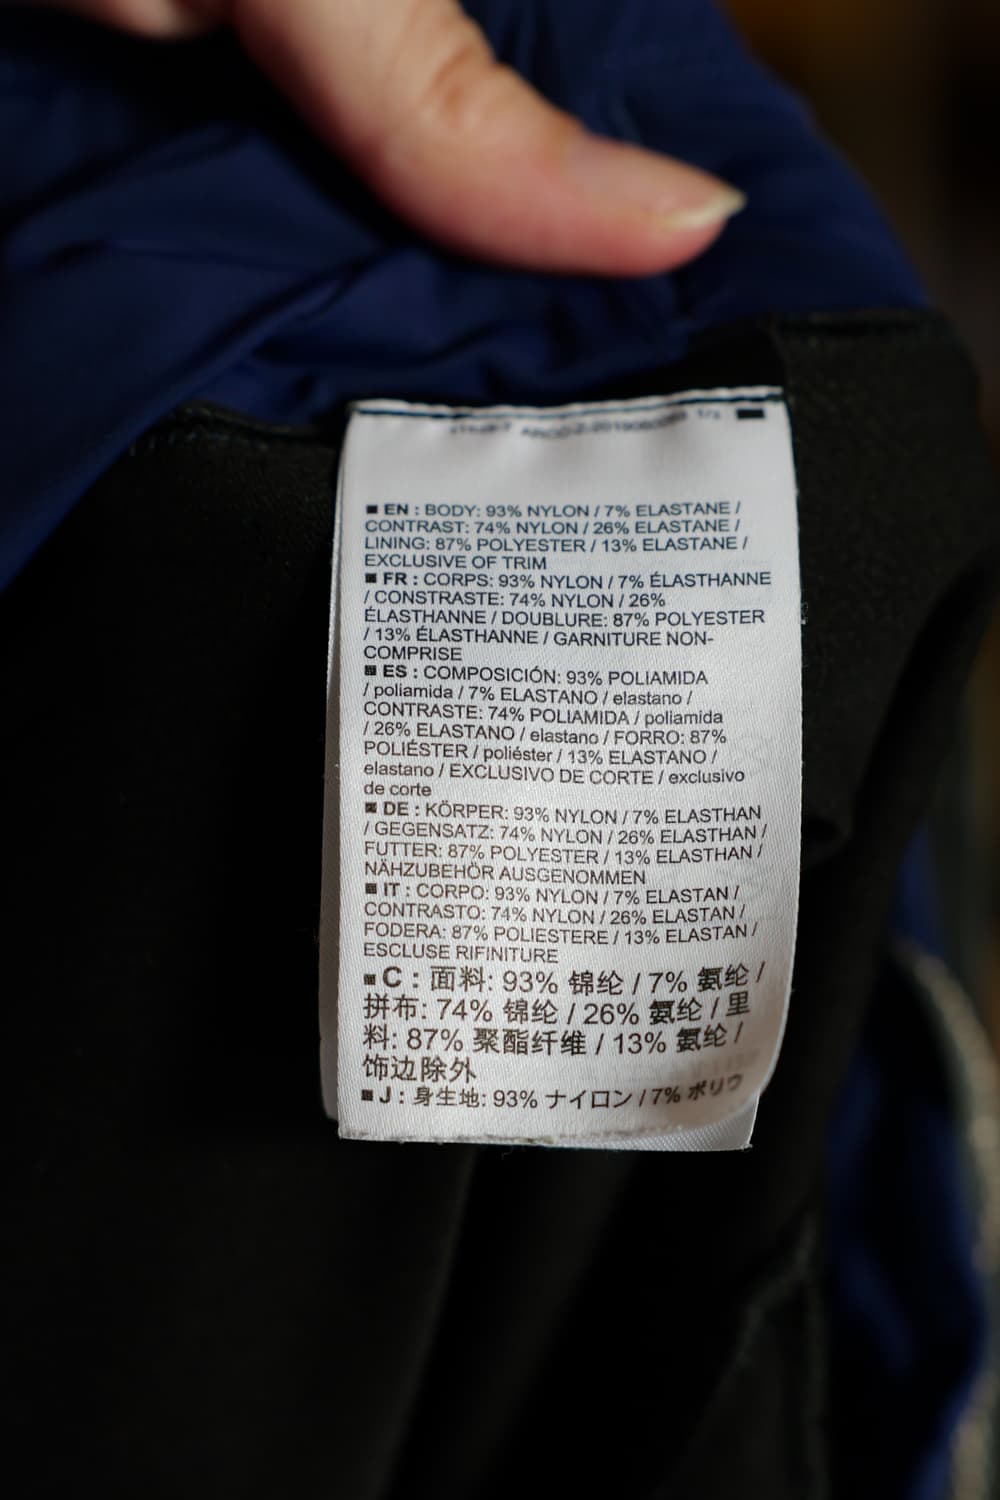 1/3
■ EN : BODY: 93% NYLON / 7% ELASTANE /
CONTRAST: 74% NYLON / 26% ELASTANE /
LINING: 87% POLYESTER / 13% ELASTANE /
EXCLUSIVE OF TRIM
■ FR : CORPS: 93% NYLON / 7% ÉLASTHANNE
/ CONSTRASTE: 74% NYLON / 26%
ÉLASTHANNE / DOUBLURE: 87% POLYESTER
/ 13% ÉLASTHANNE / GARNITURE NON-
COMPRISE
■ ES : COMPOSICIÓN: 93% POLIAMIDA
/ poliamida / 7% ELASTANO / elastano /
CONTRASTE: 74% POLIAMIDA / poliamida
/ 26% ELASTANO / elastano / FORRO: 87%
POLIÉSTER / poliéster / 13% ELASTANO /
elastano / EXCLUSIVO DE CORTE / exclusivo
de corte
■ DE : KÖRPER: 93% NYLON / 7% ELASTHAN
/ GEGENSATZ: 74% NYLON / 26% ELASTHAN /
FUTTER: 87% POLYESTER / 13% ELASTHAN /
NÄHZUBEHÖR AUSGENOMMEN
■ IT : CORPO: 93% NYLON / 7% ELASTAN /
CONTRASTO: 74% NYLON / 26% ELASTAN /
FODERA: 87% POLIESTERE / 13% ELASTAN /
ESCLUSE RIFINITURE
■ C : 面料: 93% 锦纶 / 7% 氨纶 /
拼布: 74% 锦纶 / 26% 氨纶 / 里
料: 87% 聚酯纤维 / 13% 氨纶 /
饰边除外
■ J : 身生地: 93% ナイロン / 7% ポリウ